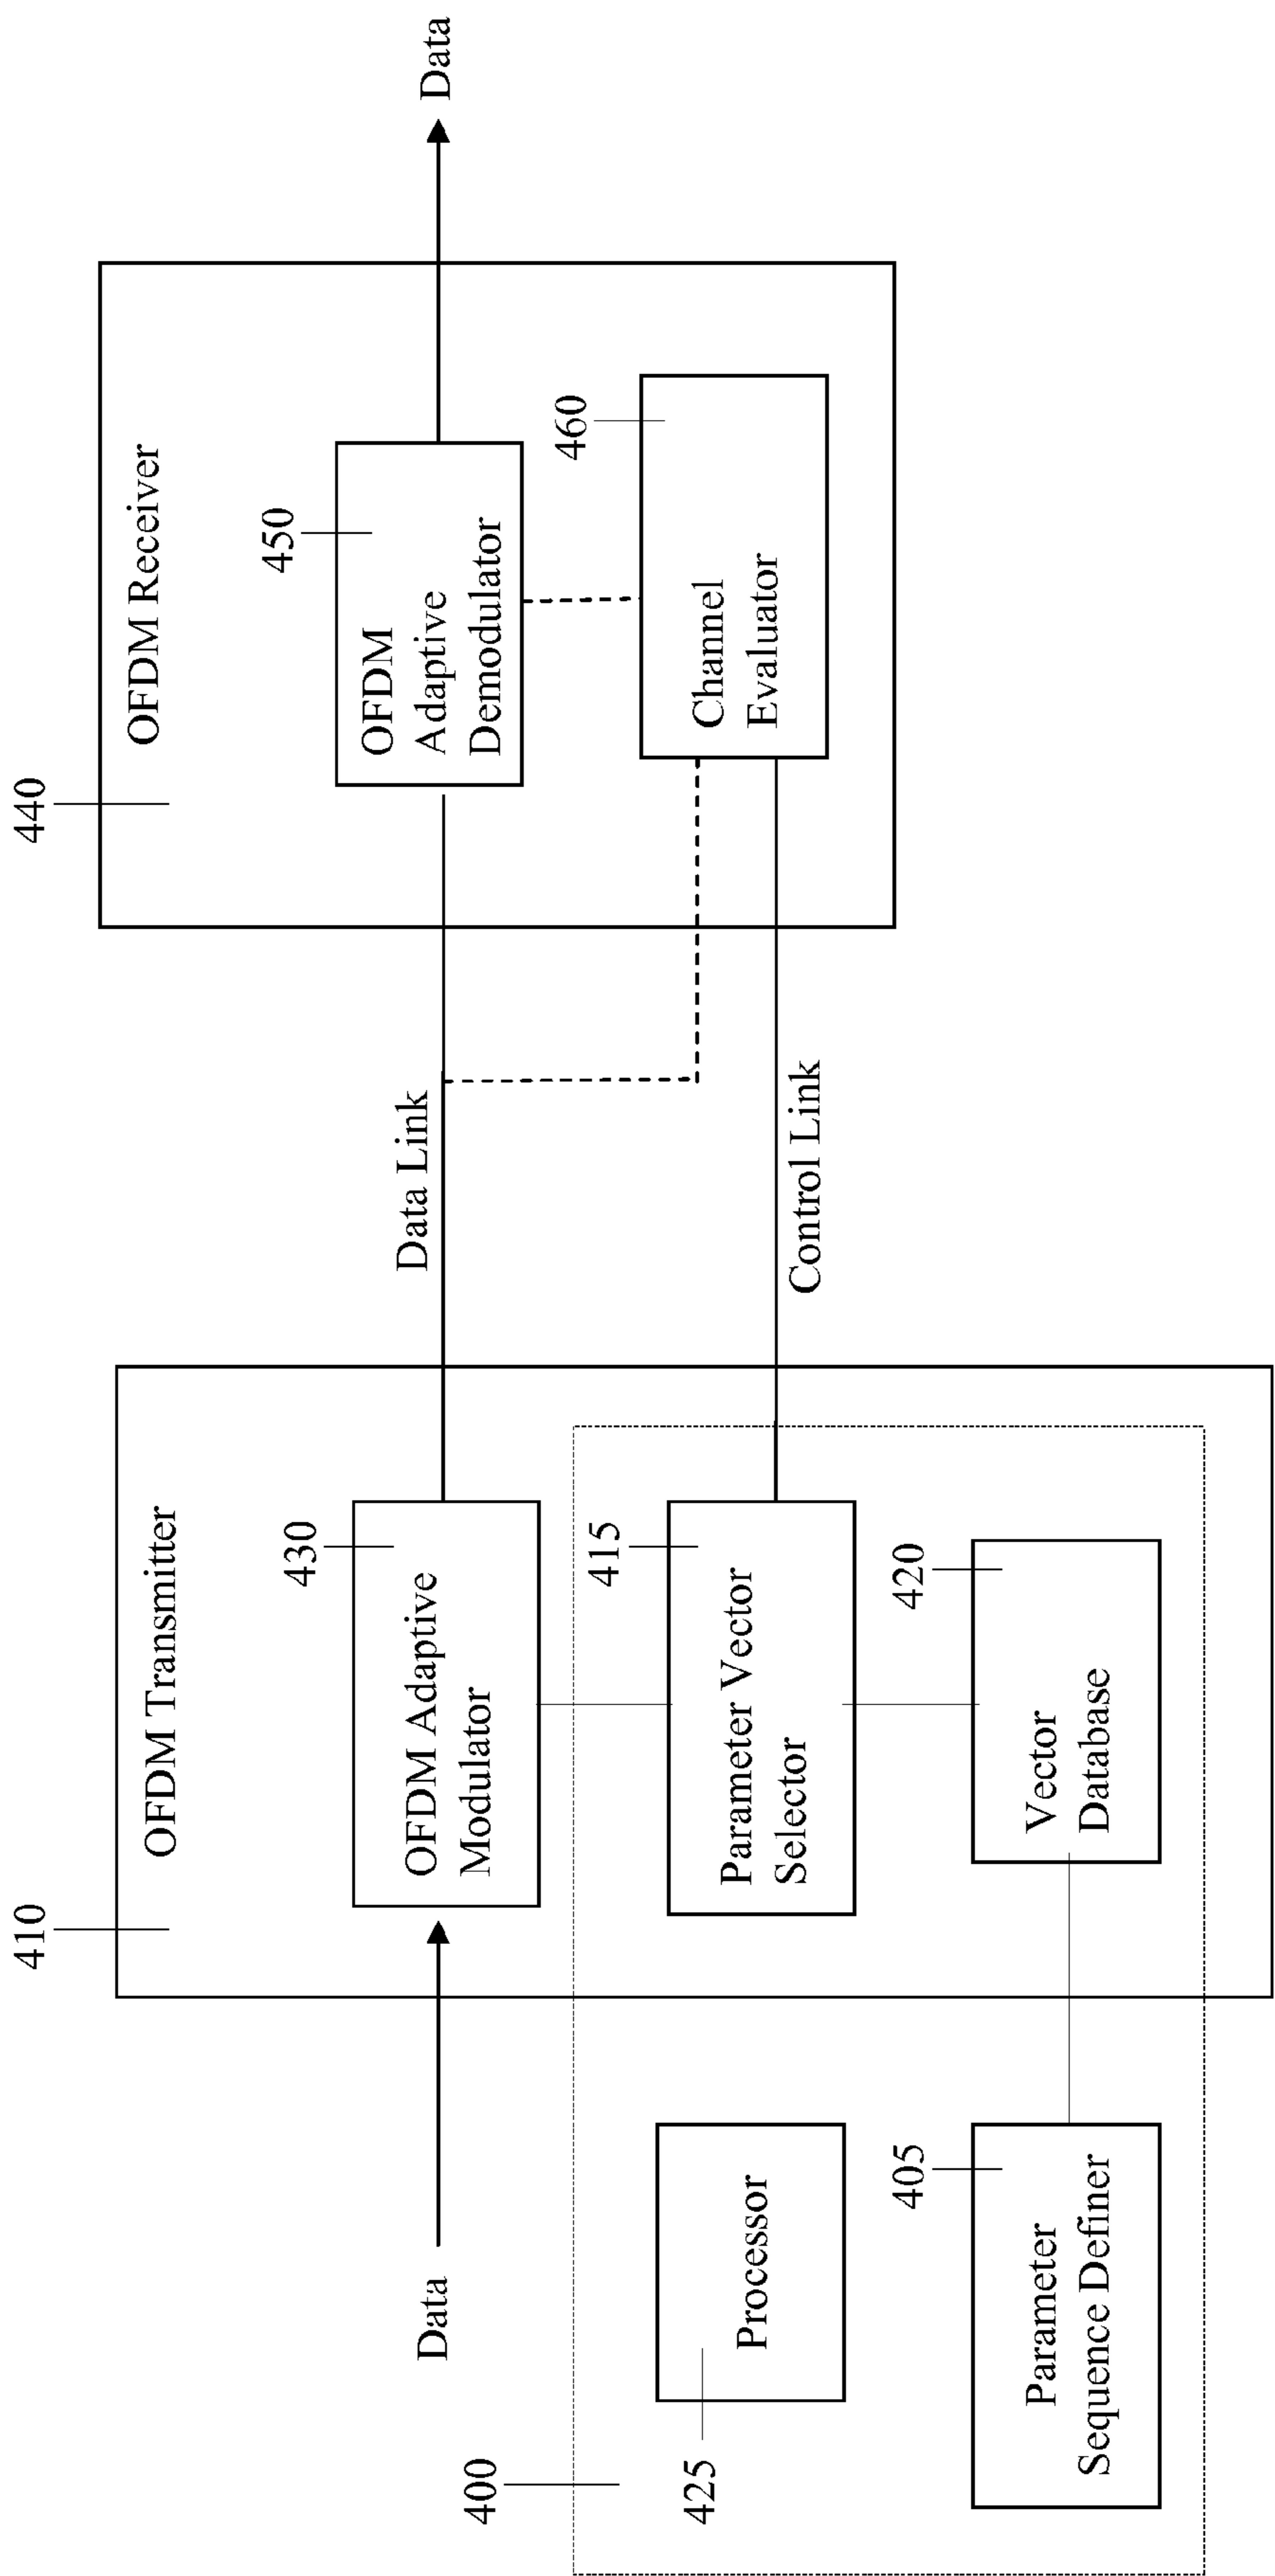 440
OFDM Receiver
450
OFDM
Adaptive
Demodulator
Data
460
Channel
Evaluator
Data Link
Control Link
410
OFDM Transmitter
430
OFDM Adaptive
Modulator
Data
415
Parameter Vector
Selector
420
Vector
Database
400
425
Processor
405
Parameter
Sequence Definer